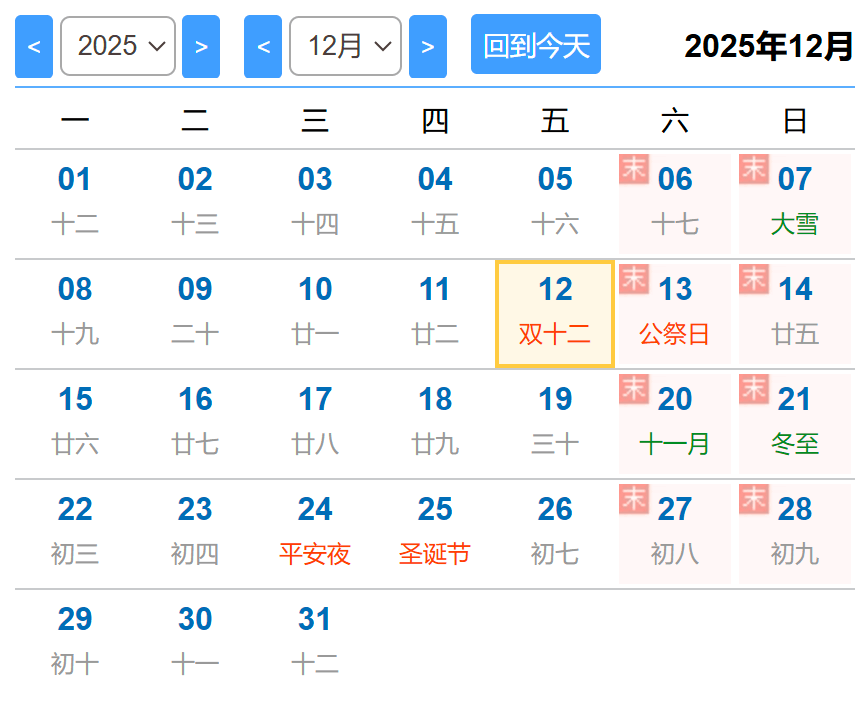 < 2025 > < 12月 > 回到今天 2025年12月
一 二 三 四 五 六 日
01 02 03 04 05 末 06 末 07
十二 十三 十四 十五 十六 十七 大雪
08 09 10 11 12 末 13 末 14
十九 二十 廿一 廿二 双十二 公祭日 廿五
15 16 17 18 19 末 20 末 21
廿六 廿七 廿八 廿九 三十 十一月 冬至
22 23 24 25 26 末 27 末 28
初三 初四 平安夜 圣诞节 初七 初八 初九
29 30 31
初十 十一 十二